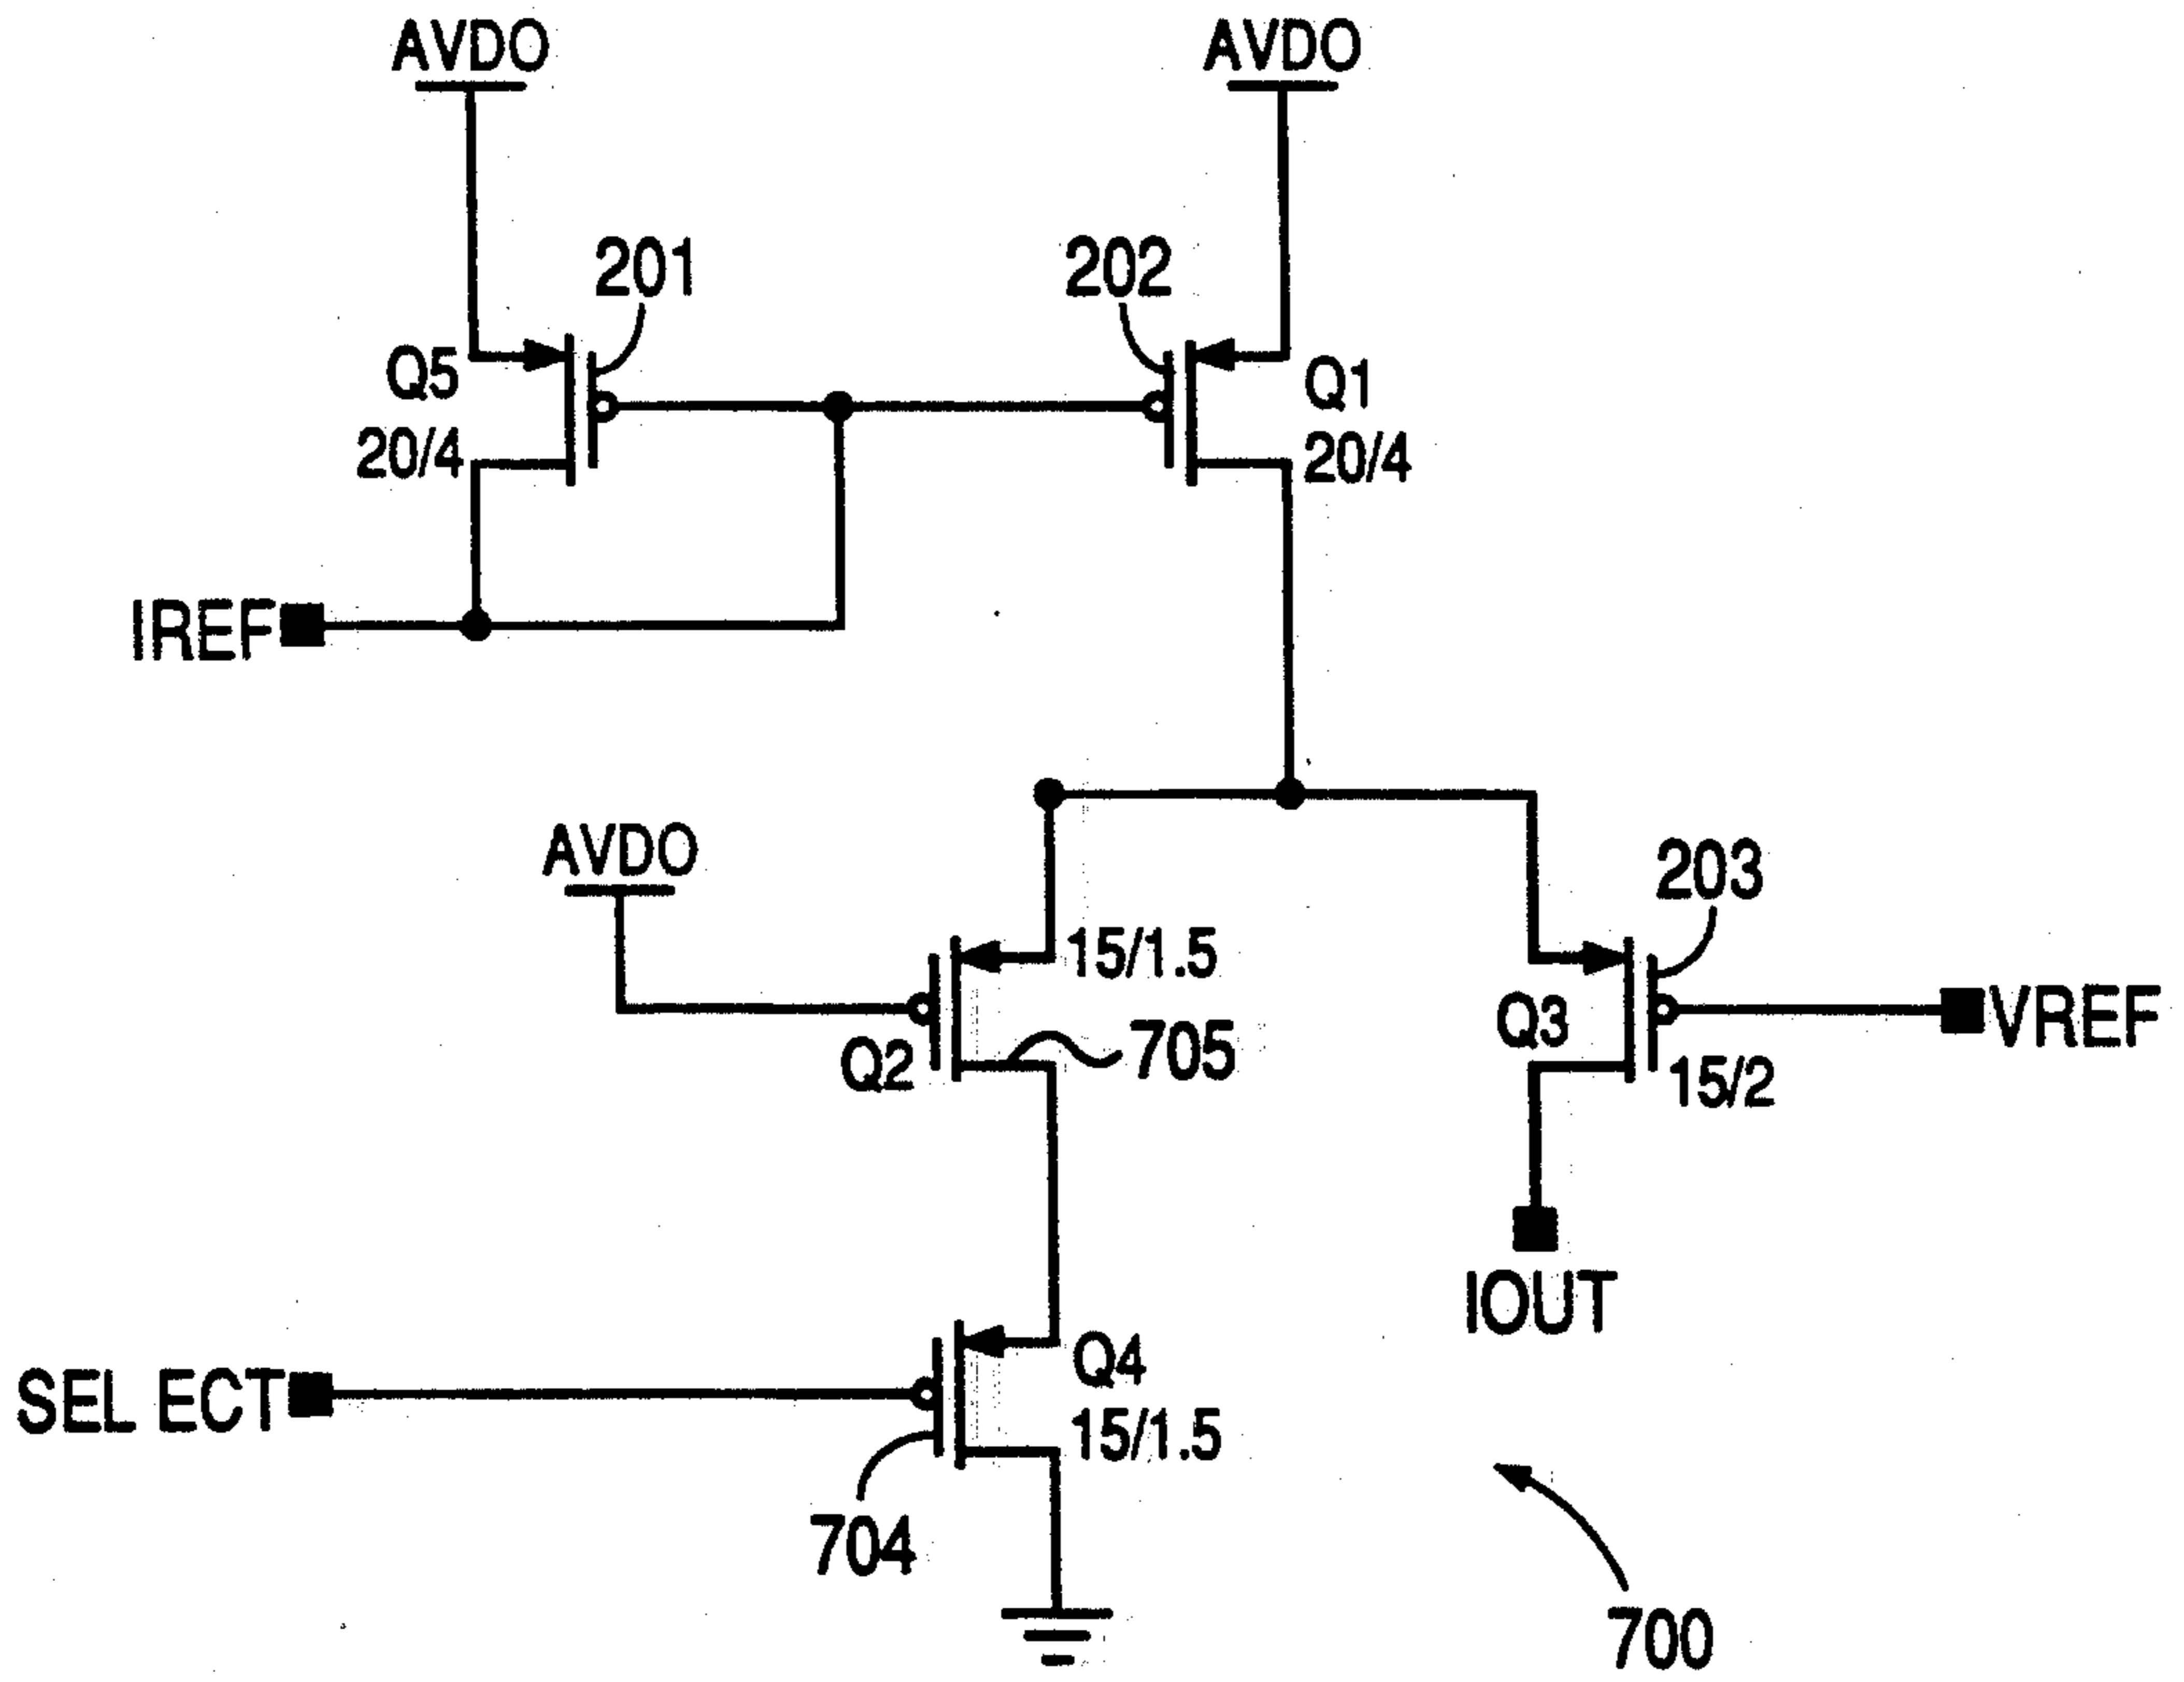 AVDO
AVDO
201
202
Q5
Q1
20/4
20/4
IREF
AVDO
203
15/1.5
Q3
VREF
Q2
705
15/2
IOUT
SEL ECT
Q4
15/1.5
704
700